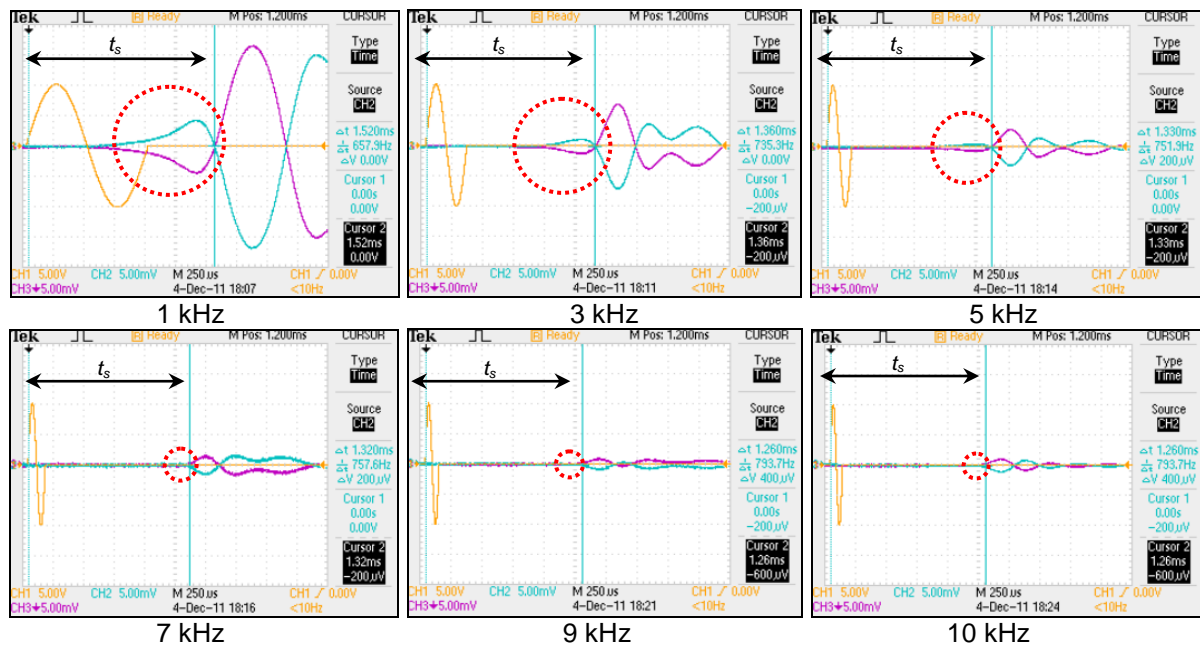 Tek Ready M Pos: 1.200ms CURSOR
Type
Time
Source
CH2
Δt 1.520ms
1/Δt 657.9Hz
ΔV 0.00V
Cursor 1
0.00s
0.00V
Cursor 2
1.52ms
0.00V
ts
CH1 5.00V CH2 5.00mV M 250µs CH1 / 0.00V
CH3 5.00mV 4-Dec-11 18:07 <10Hz
1 kHz
Tek Ready M Pos: 1.200ms CURSOR
Type
Time
Source
CH2
Δt 1.360ms
1/Δt 735.3Hz
ΔV 0.00V
Cursor 1
0.00s
-200µV
Cursor 2
1.36ms
-200µV
ts
CH1 5.00V CH2 5.00mV M 250µs CH1 / 0.00V
CH3 5.00mV 4-Dec-11 18:11 <10Hz
3 kHz
Tek Ready M Pos: 1.200ms CURSOR
Type
Time
Source
CH2
Δt 1.330ms
1/Δt 751.9Hz
ΔV 200µV
Cursor 1
0.00s
0.00V
Cursor 2
1.33ms
-200µV
ts
CH1 5.00V CH2 5.00mV M 250µs CH1 / 0.00V
CH3 5.00mV 4-Dec-11 18:14 <10Hz
5 kHz
Tek Ready M Pos: 1.200ms CURSOR
Type
Time
Source
CH2
Δt 1.320ms
1/Δt 757.6Hz
ΔV 200µV
Cursor 1
0.00s
0.00V
Cursor 2
1.32ms
-200µV
ts
CH1 5.00V CH2 5.00mV M 250µs CH1 / 0.00V
CH3 5.00mV 4-Dec-11 18:16 <10Hz
7 kHz
Tek Ready M Pos: 1.200ms CURSOR
Type
Time
Source
CH2
Δt 1.260ms
1/Δt 793.7Hz
ΔV 400µV
Cursor 1
0.00s
-200µV
Cursor 2
1.26ms
-600µV
ts
CH1 5.00V CH2 5.00mV M 250µs CH1 / 0.00V
CH3 5.00mV 4-Dec-11 18:21 <10Hz
9 kHz
Tek Ready M Pos: 1.200ms CURSOR
Type
Time
Source
CH2
Δt 1.260ms
1/Δt 793.7Hz
ΔV 400µV
Cursor 1
0.00s
-200µV
Cursor 2
1.26ms
-600µV
ts
CH1 5.00V CH2 5.00mV M 250µs CH1 / 0.00V
CH3 5.00mV 4-Dec-11 18:24 <10Hz
10 kHz